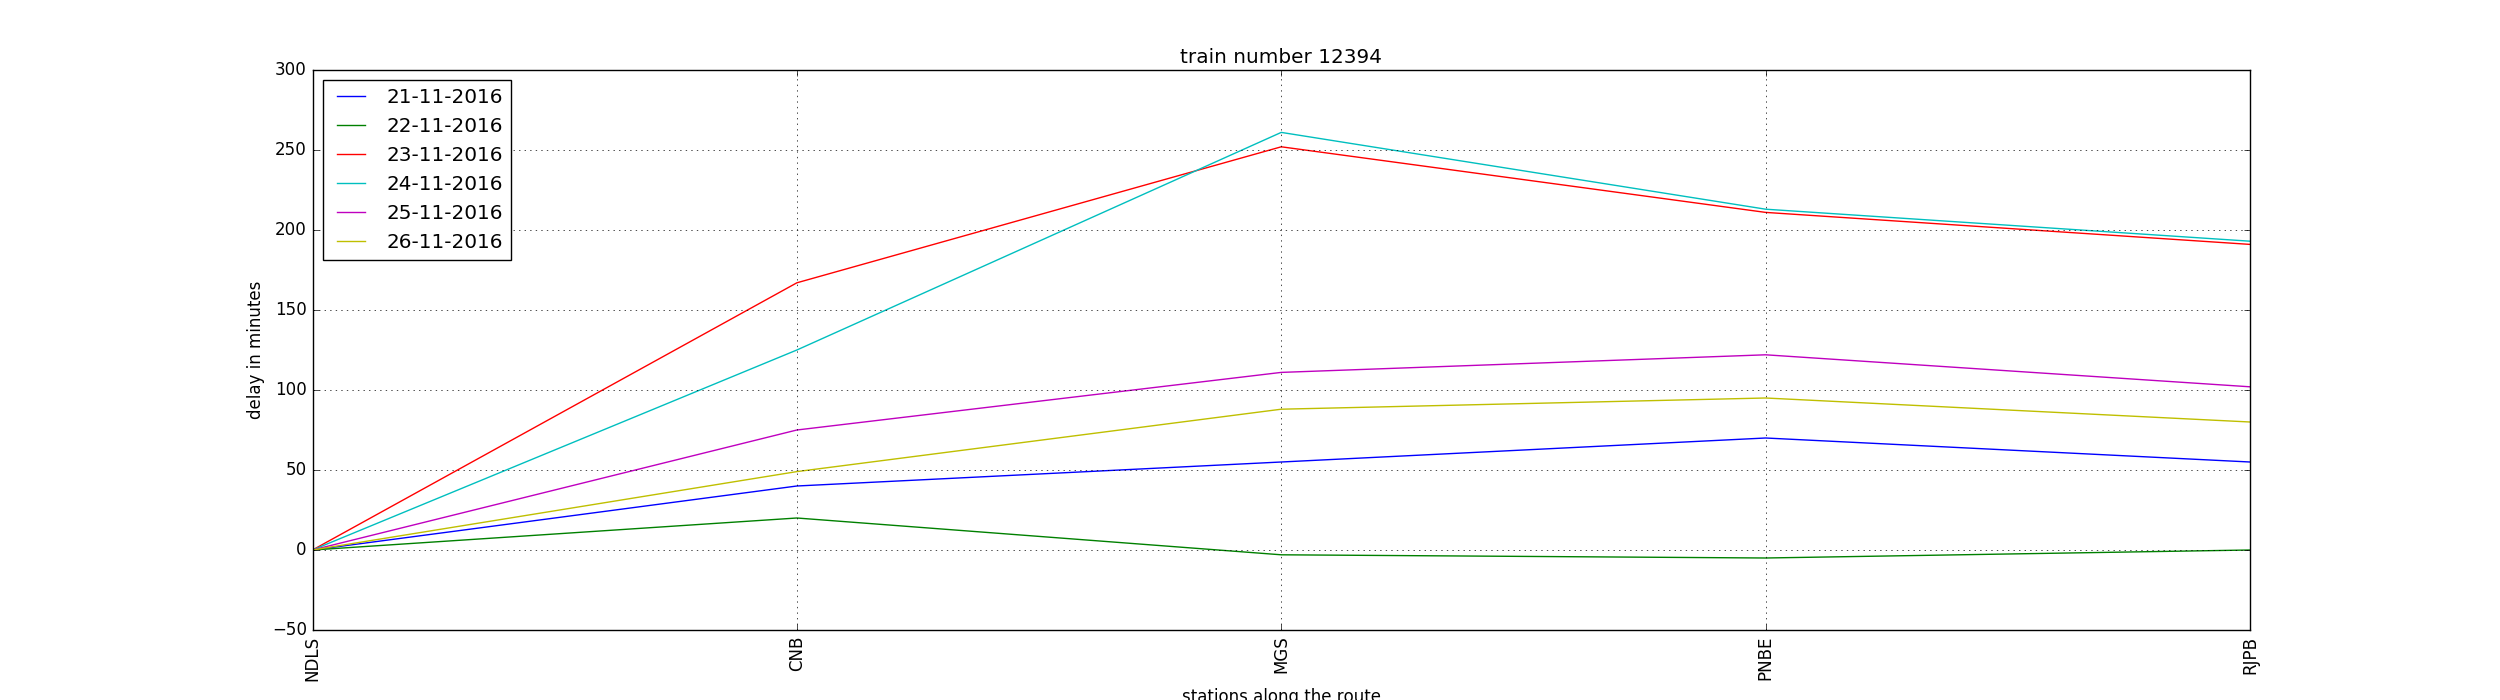 train number 12394
300
250
200
150
100
50
0
−50
21-11-2016
22-11-2016
23-11-2016
24-11-2016
25-11-2016
26-11-2016
delay in minutes
NDLS
CNB
MGS
PNBE
RJPB
stations along the route